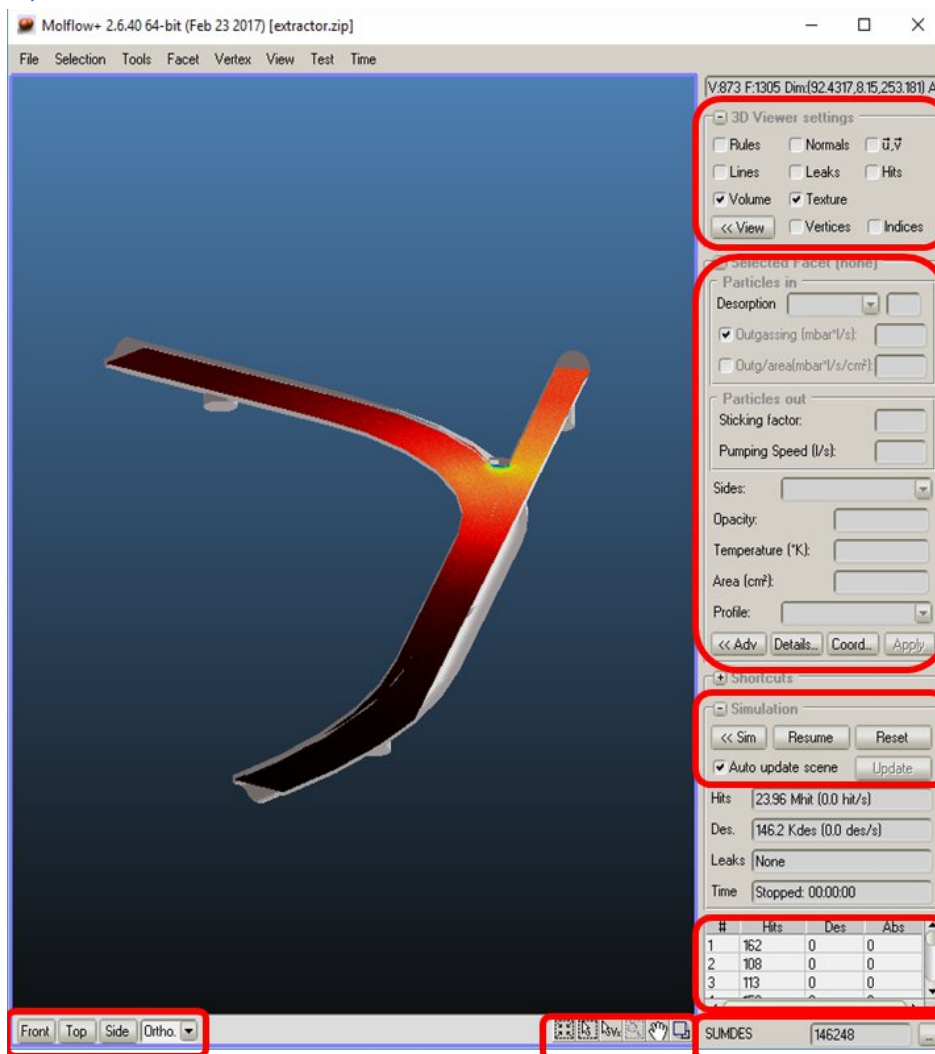 Molflow+ 2.6.40 64-bit (Feb 23 2017) [extractor.zip]
File Selection Tools Facet Vertex View Test Time
V:873 F:1305 Dim:(92.4317,8.15,253.181) A
3D Viewer settings
Rules Normals ū,v̄
Lines Leaks Hits
Volume Texture
<< View Vertices Indices
Selected Facet (none)
Particles in
Desorption
Outgassing (mbar*l/s):
Outg/area(mbar*l/s/cm²):
Particles out
Sticking factor:
Pumping Speed (l/s):
Sides:
Opacity:
Temperature (°K):
Area (cm²):
Profile:
<< Adv Details... Coord... Apply
Shortcuts
Simulation
<< Sim Resume Reset
Auto update scene Update
Hits 23.96 Mhit (0.0 hit/s)
Des. 146.2 Kdes (0.0 des/s)
Leaks None
Time Stopped: 00:00:00
# Hits Des Abs
1 162 0 0
2 108 0 0
3 113 0 0
Front Top Side Ortho. SVx SUMDES 146248 ...